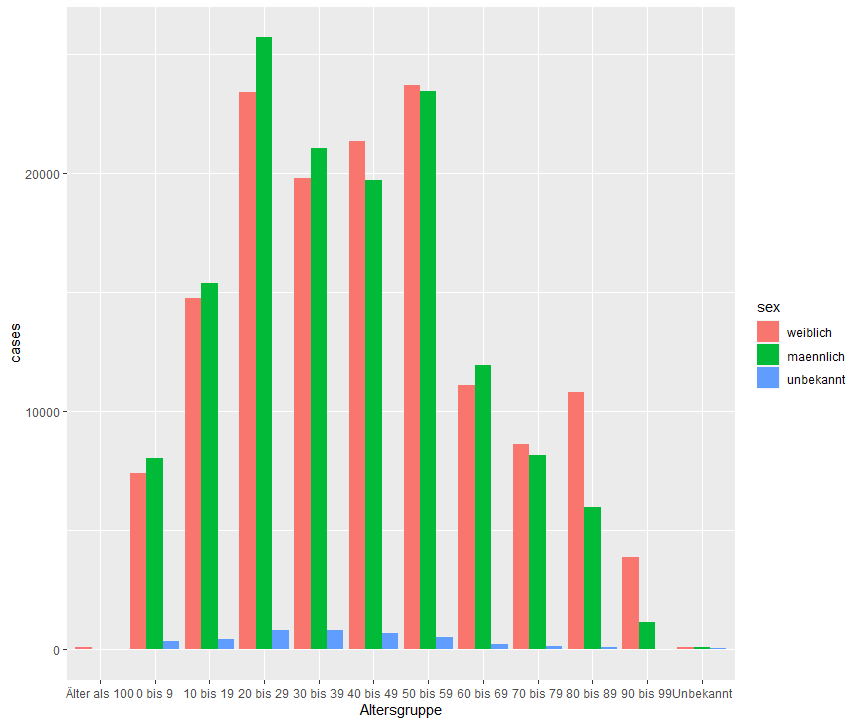 cases
20000
10000
0
Älter als 100 0 bis 9 10 bis 19 20 bis 29 30 bis 39 40 bis 49 50 bis 59 60 bis 69 70 bis 79 80 bis 89 90 bis 99 Unbekannt
Altersgruppe
sex
weiblich
maennlich
unbekannt